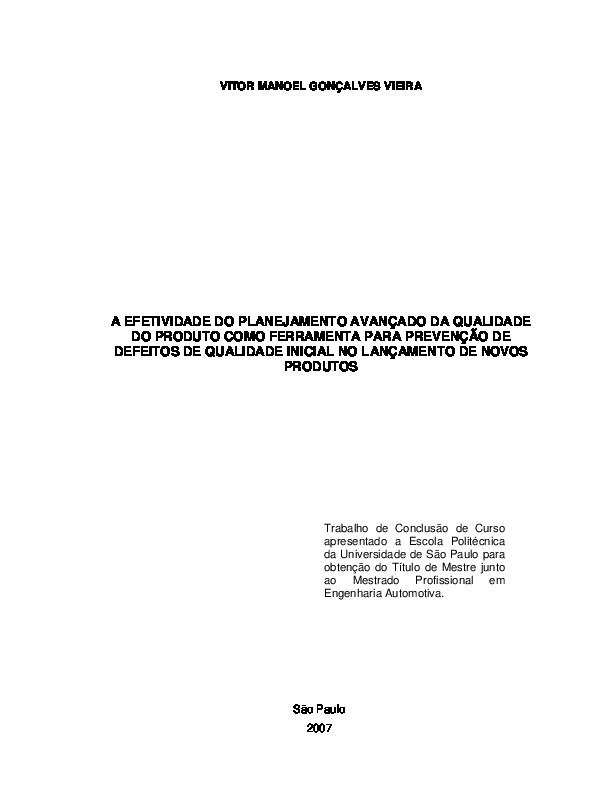 VITOR MANOEL GONÇALVES VIEIRA
A EFETIVIDADE DO PLANEJAMENTO AVANÇADO DA QUALIDADE
DO PRODUTO COMO FERRAMENTA PARA PREVENÇÃO DE
DEFEITOS DE QUALIDADE INICIAL NO LANÇAMENTO DE NOVOS
PRODUTOS
Trabalho de Conclusão de Curso
apresentado a Escola Politécnica
da Universidade de São Paulo para
obtenção do Título de Mestre junto
ao Mestrado Profissional em
Engenharia Automotiva.
São Paulo
2007